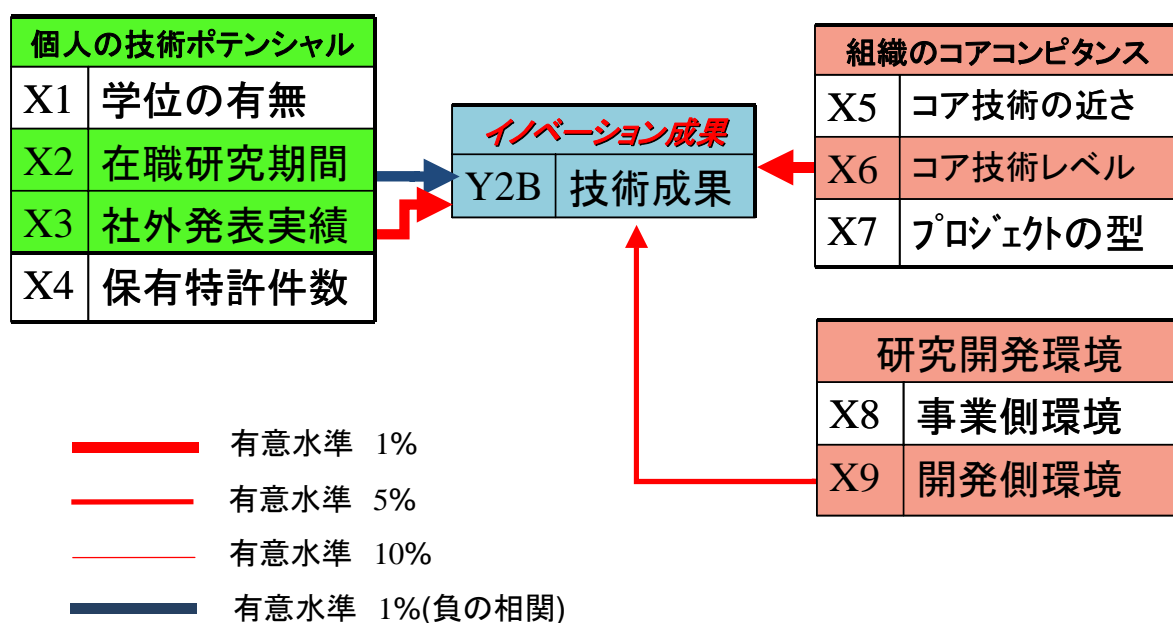 個人の技術ポテンシャル
X1 学位の有無
X2 在職研究期間
X3 社外発表実績
X4 保有特許件数
イノベーション成果
Y2B 技術成果
組織のコアコンピタンス
X5 コア技術の近さ
X6 コア技術レベル
X7 プロジェクトの型
研究開発環境
X8 事業側環境
X9 開発側環境
有意水準 1%
有意水準 5%
有意水準 10%
有意水準 1%(負の相関)